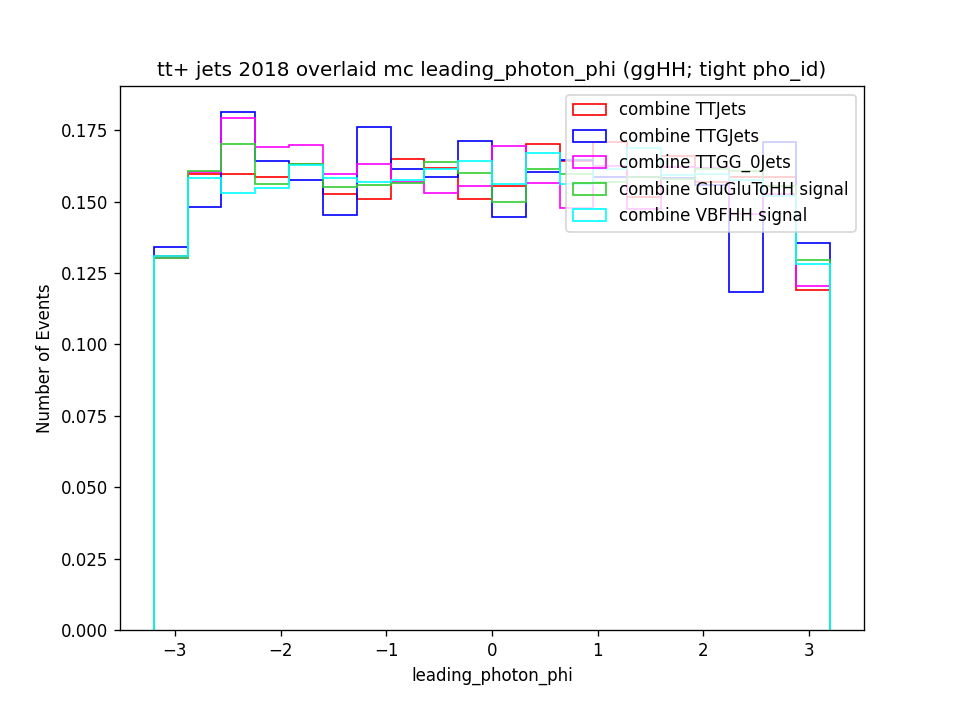 tt+ jets 2018 overlaid mc leading_photon_phi (ggHH; tight pho_id)
combine TTJets
combine TTGJets
combine TTGG_0Jets
combine GluGluToHH signal
combine VBFHH signal
0.175
0.150
0.125
0.100
0.075
0.050
0.025
0.000
Number of Events
−3
−2
−1
0
1
2
3
leading_photon_phi